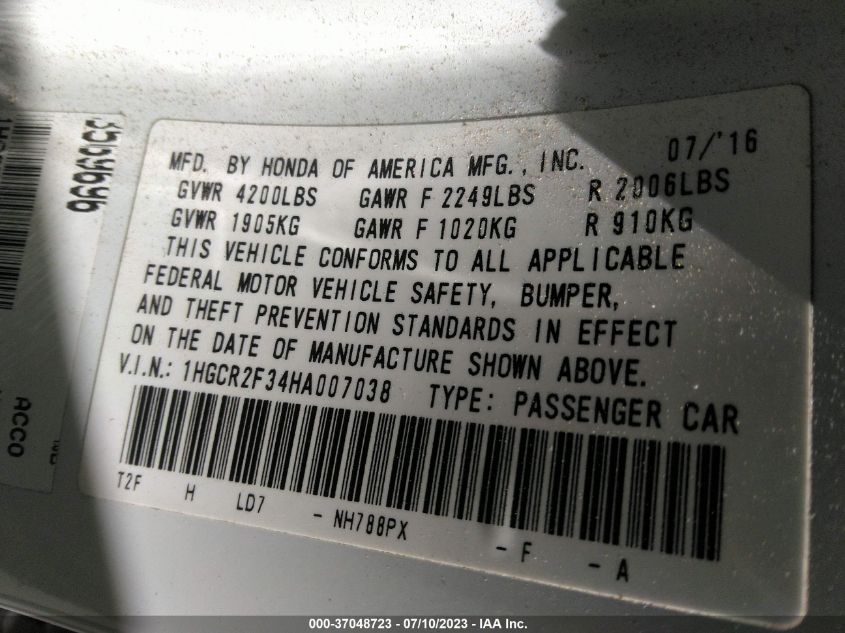 07/'16
MFD. BY HONDA OF AMERICA MFG., INC.
GVWR 4200LBS GAWR F 2249LBS R 2006LBS
GVWR 1905KG GAWR F 1020KG R 910KG
THIS VEHICLE CONFORMS TO ALL APPLICABLE
FEDERAL MOTOR VEHICLE SAFETY, BUMPER,
AND THEFT PREVENTION STANDARDS IN EFFECT
ON THE DATE OF MANUFACTURE SHOWN ABOVE.
V.I.N.: 1HGCR2F34HA007038 TYPE: PASSENGER CAR
T2F H LD7 - NH788PX - F - A
ACCO
000-37048723 - 07/10/2023 - IAA Inc.